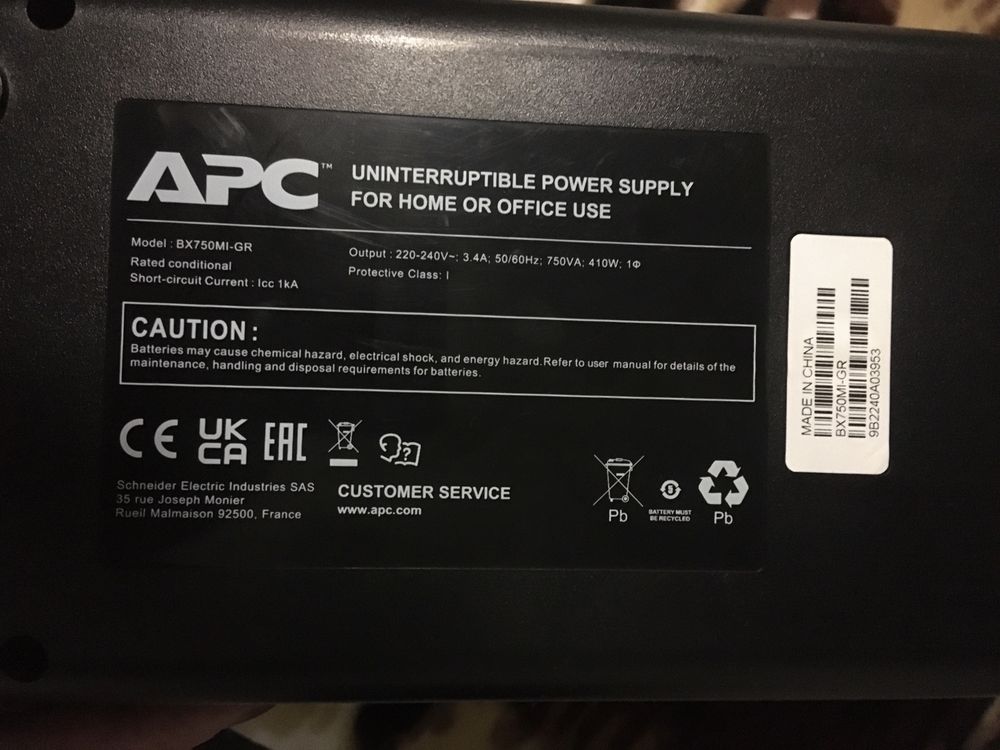 APC™
UNINTERRUPTIBLE POWER SUPPLY
FOR HOME OR OFFICE USE
Model : BX750MI-GR
Rated conditional
Short-circuit Current : Icc 1kA
Output : 220-240V~; 3.4A; 50/60Hz; 750VA; 410W; 1Φ
Protective Class: I
CAUTION :
Batteries may cause chemical hazard, electrical shock, and energy hazard.Refer to user manual for details of the
maintenance, handling and disposal requirements for batteries.
CE UK CA EAC
Schneider Electric Industries SAS
35 rue Joseph Monier
Rueil Malmaison 92500, France
CUSTOMER SERVICE
www.apc.com
Pb
BATTERY MUST
BE RECYCLED
Pb
MADE IN CHINA
BX750MI-GR
9B2240A03953